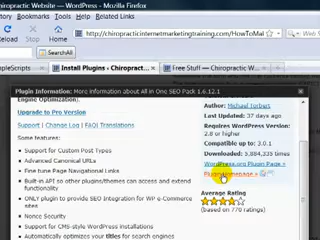 hiropractic Website — WordPress - Mozilla Firefox
Bookmarks Tools Help Related Links
Reload Home http://chiropracticinternetmarketingtraining.com/HowToMa
SearchAll
mpleScripts Install Plugins ‹ Chiroprac... Free Stuff — Chiropractic W...
Plugin Information: More information about All in One SEO Pack 1.6.12.1
Engine Optimization).
Upgrade to Pro Version
Support | Change Log | FAQ | Translations
Some features:
Support for Custom Post Types
Advanced Canonical URLs
Fine tune Page Navigational Links
Built-in API so other plugins/themes can access and extend
functionality
ONLY plugin to provide SEO Integration for WP e-Commerce
sites
Nonce Security
Support for CMS-style WordPress installations
Automatically optimizes your titles for search engines
Author: Michael Torbert
Last Updated: 37 days ago
Requires WordPress Version:
2.8 or higher
Compatible up to: 3.0.1
Downloaded: 5,884,335 times
WordPress.org Plugin Page »
Plugin Homepage »
Average Rating
(based on 770 ratings)